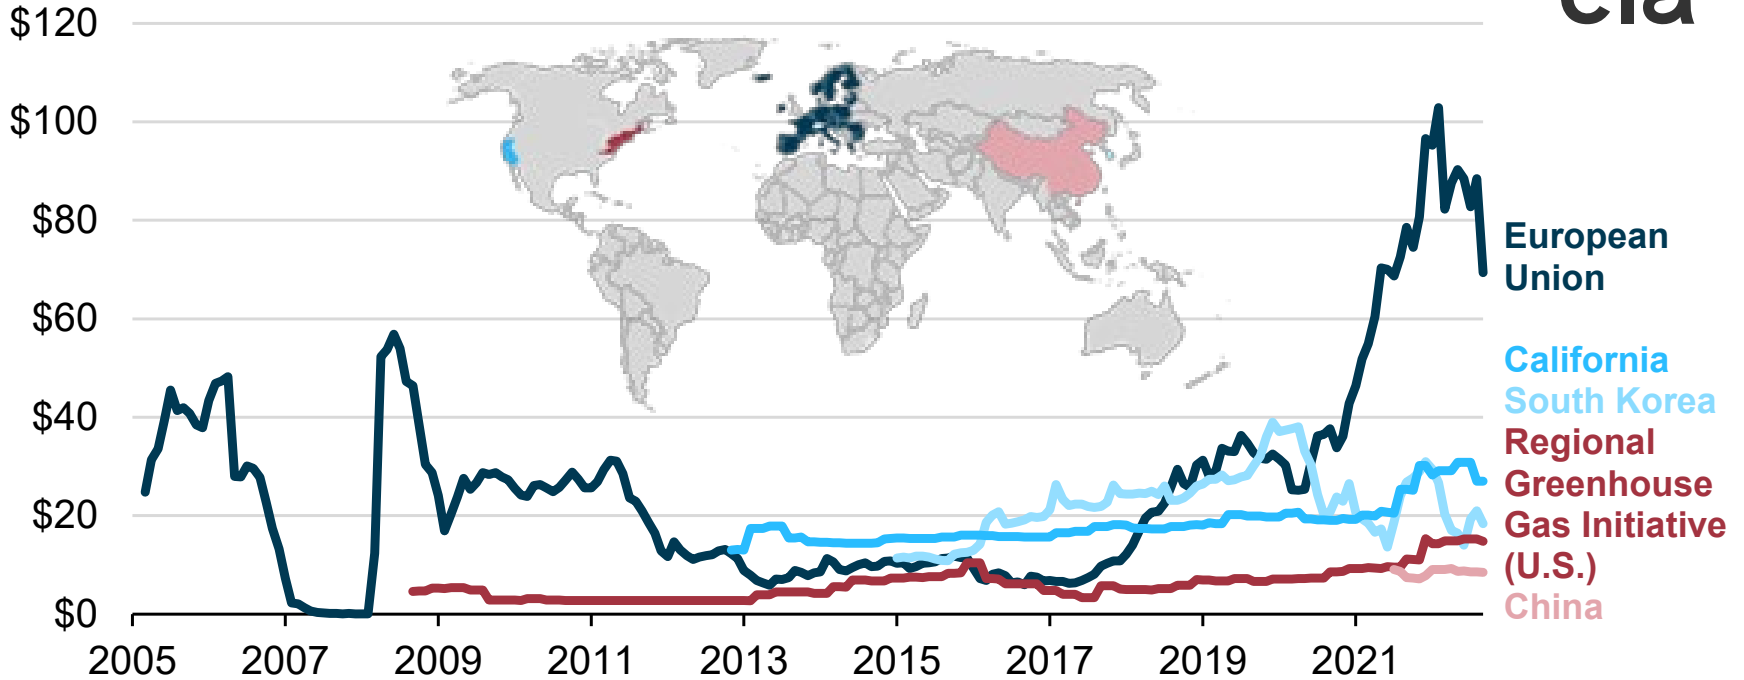 eia
$120
$100
$80
$60
$40
$20
$0
European
Union
California
South Korea
Regional
Greenhouse
Gas Initiative
(U.S.)
China
2005 2007 2009 2011 2013 2015 2017 2019 2021